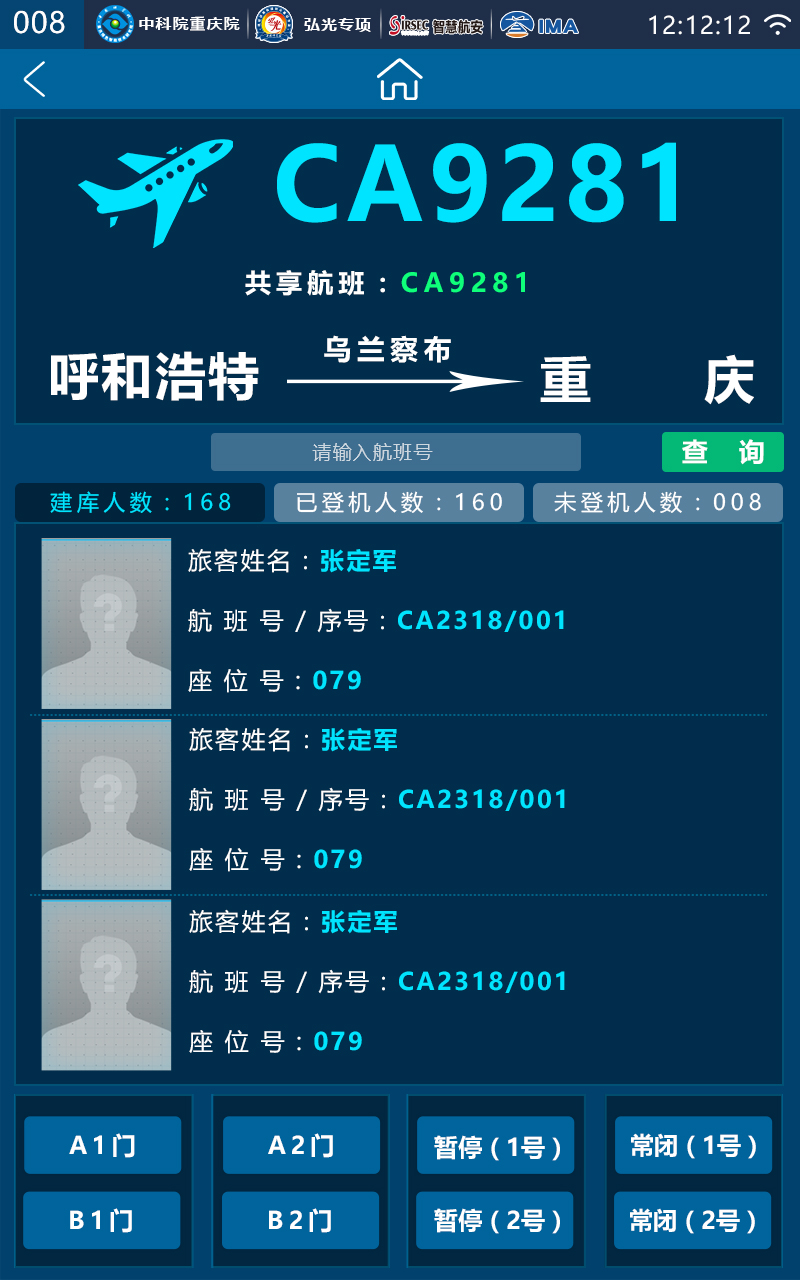 008 中科院重庆院 弘光专项 SiRSEC 智慧航安 IMA 12:12:12
CA9281
共享航班：CA9281
呼和浩特 乌兰察布 重 庆
请输入航班号 查 询
建库人数：168 已登机人数：160 未登机人数：008
旅客姓名：张定军
航 班 号 / 序号：CA2318/001
座 位 号：079
旅客姓名：张定军
航 班 号 / 序号：CA2318/001
座 位 号：079
旅客姓名：张定军
航 班 号 / 序号：CA2318/001
座 位 号：079
A1门 A2门 暂停（1号） 常闭（1号）
B1门 B2门 暂停（2号） 常闭（2号）